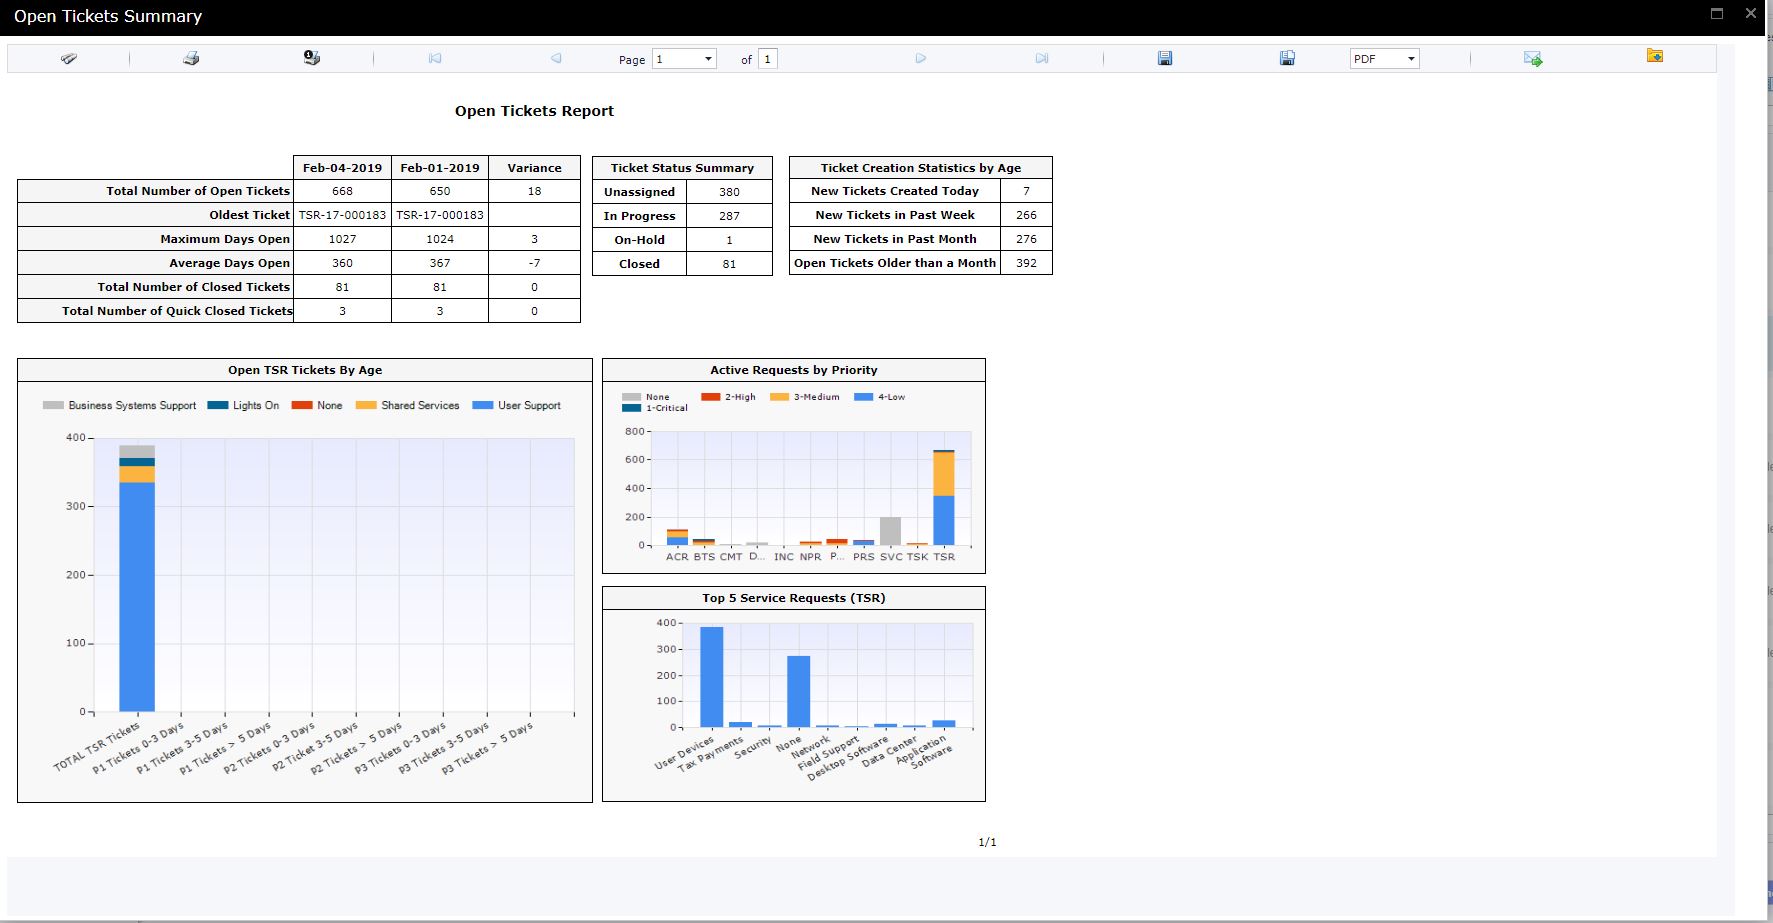 Open Tickets Summary
Page 1 of 1 PDF
Open Tickets Report
Feb-04-2019 Feb-01-2019 Variance
Total Number of Open Tickets 668 650 18
Oldest Ticket TSR-17-000183 TSR-17-000183
Maximum Days Open 1027 1024 3
Average Days Open 360 367 -7
Total Number of Closed Tickets 81 81 0
Total Number of Quick Closed Tickets 3 3 0
Ticket Status Summary
Unassigned 380
In Progress 287
On-Hold 1
Closed 81
Ticket Creation Statistics by Age
New Tickets Created Today 7
New Tickets in Past Week 266
New Tickets in Past Month 276
Open Tickets Older than a Month 392
Open TSR Tickets By Age
Business Systems Support Lights On None Shared Services User Support
400
300
200
100
0
TOTAL TSR Tickets
P1 Tickets 0-3 Days
P1 Tickets 3-5 Days
P1 Tickets > 5 Days
P2 Tickets 0-3 Days
P2 Ticket 3-5 Days
P2 Tickets > 5 Days
P3 Tickets 0-3 Days
P3 Tickets 3-5 Days
P3 Tickets > 5 Days
Active Requests by Priority
None 2-High 3-Medium 4-Low
1-Critical
800
600
400
200
0
ACR BTS CMT D... INC NPR P... PRS SVC TSK TSR
Top 5 Service Requests (TSR)
400
300
200
100
0
User Devices
Tax Payments
Security
None
Network
Field Support
Desktop Software
Data Center
Application
Software
1/1